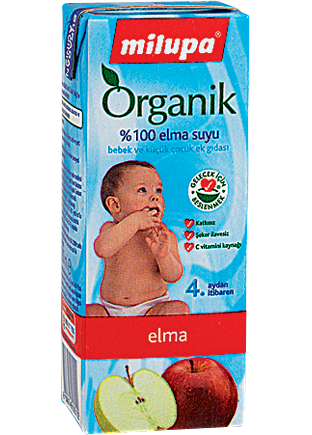 milupa®
Organik
%100 elma suyu
bebek ve küçük çocuk ek gıdası
GELECEK İÇİN
BESLENMEK
Katkısız
Şeker ilavesiz
C vitamini kaynağı
4. aydan
itibaren
elma